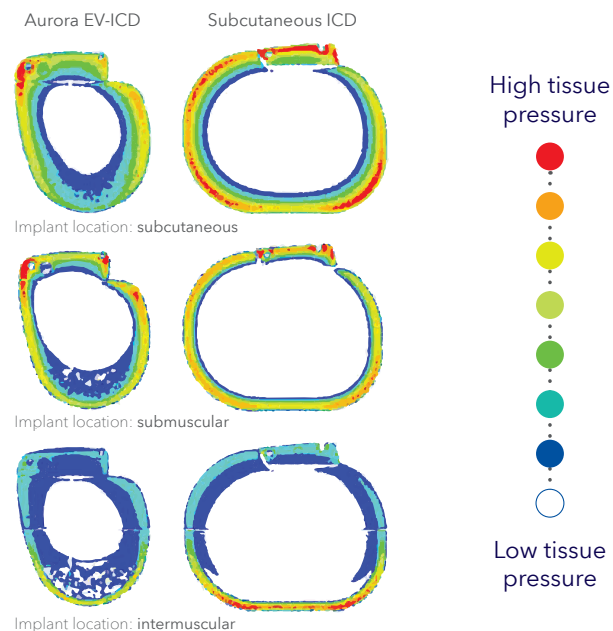 Aurora EV-ICD
Subcutaneous ICD
Implant location: subcutaneous
Implant location: submuscular
Implant location: intermuscular
High tissue
pressure
Low tissue
pressure